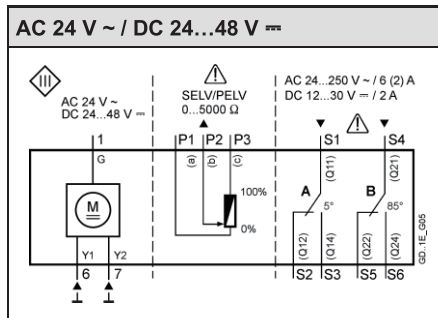 AC 24 V ~ / DC 24...48 V ⎓
III
AC 24 V ~
DC 24...48 V ⎓
SELV/PELV
0...5000 Ω
AC 24...250 V ~ / 6 (2) A
DC 12...30 V ⎓ / 2 A
1 P1 P2 P3 S1 S4
G (a) (b) (c) (Q11) (Q21)
M
100%
0%
A 5° B 85°
(Q12) (Q14) (Q22) (Q24)
Y1 Y2
6 7 S2 S3 S5 S6
GD..1E_G05